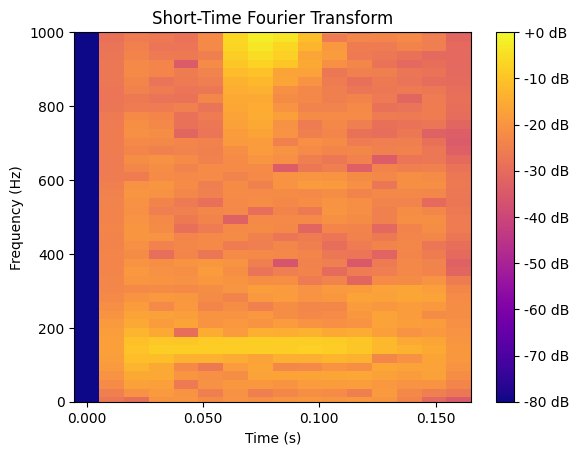 Short-Time Fourier Transform
Frequency (Hz)
1000
800
600
400
200
0
0.000
0.050
0.100
0.150
Time (s)
+0 dB
-10 dB
-20 dB
-30 dB
-40 dB
-50 dB
-60 dB
-70 dB
-80 dB